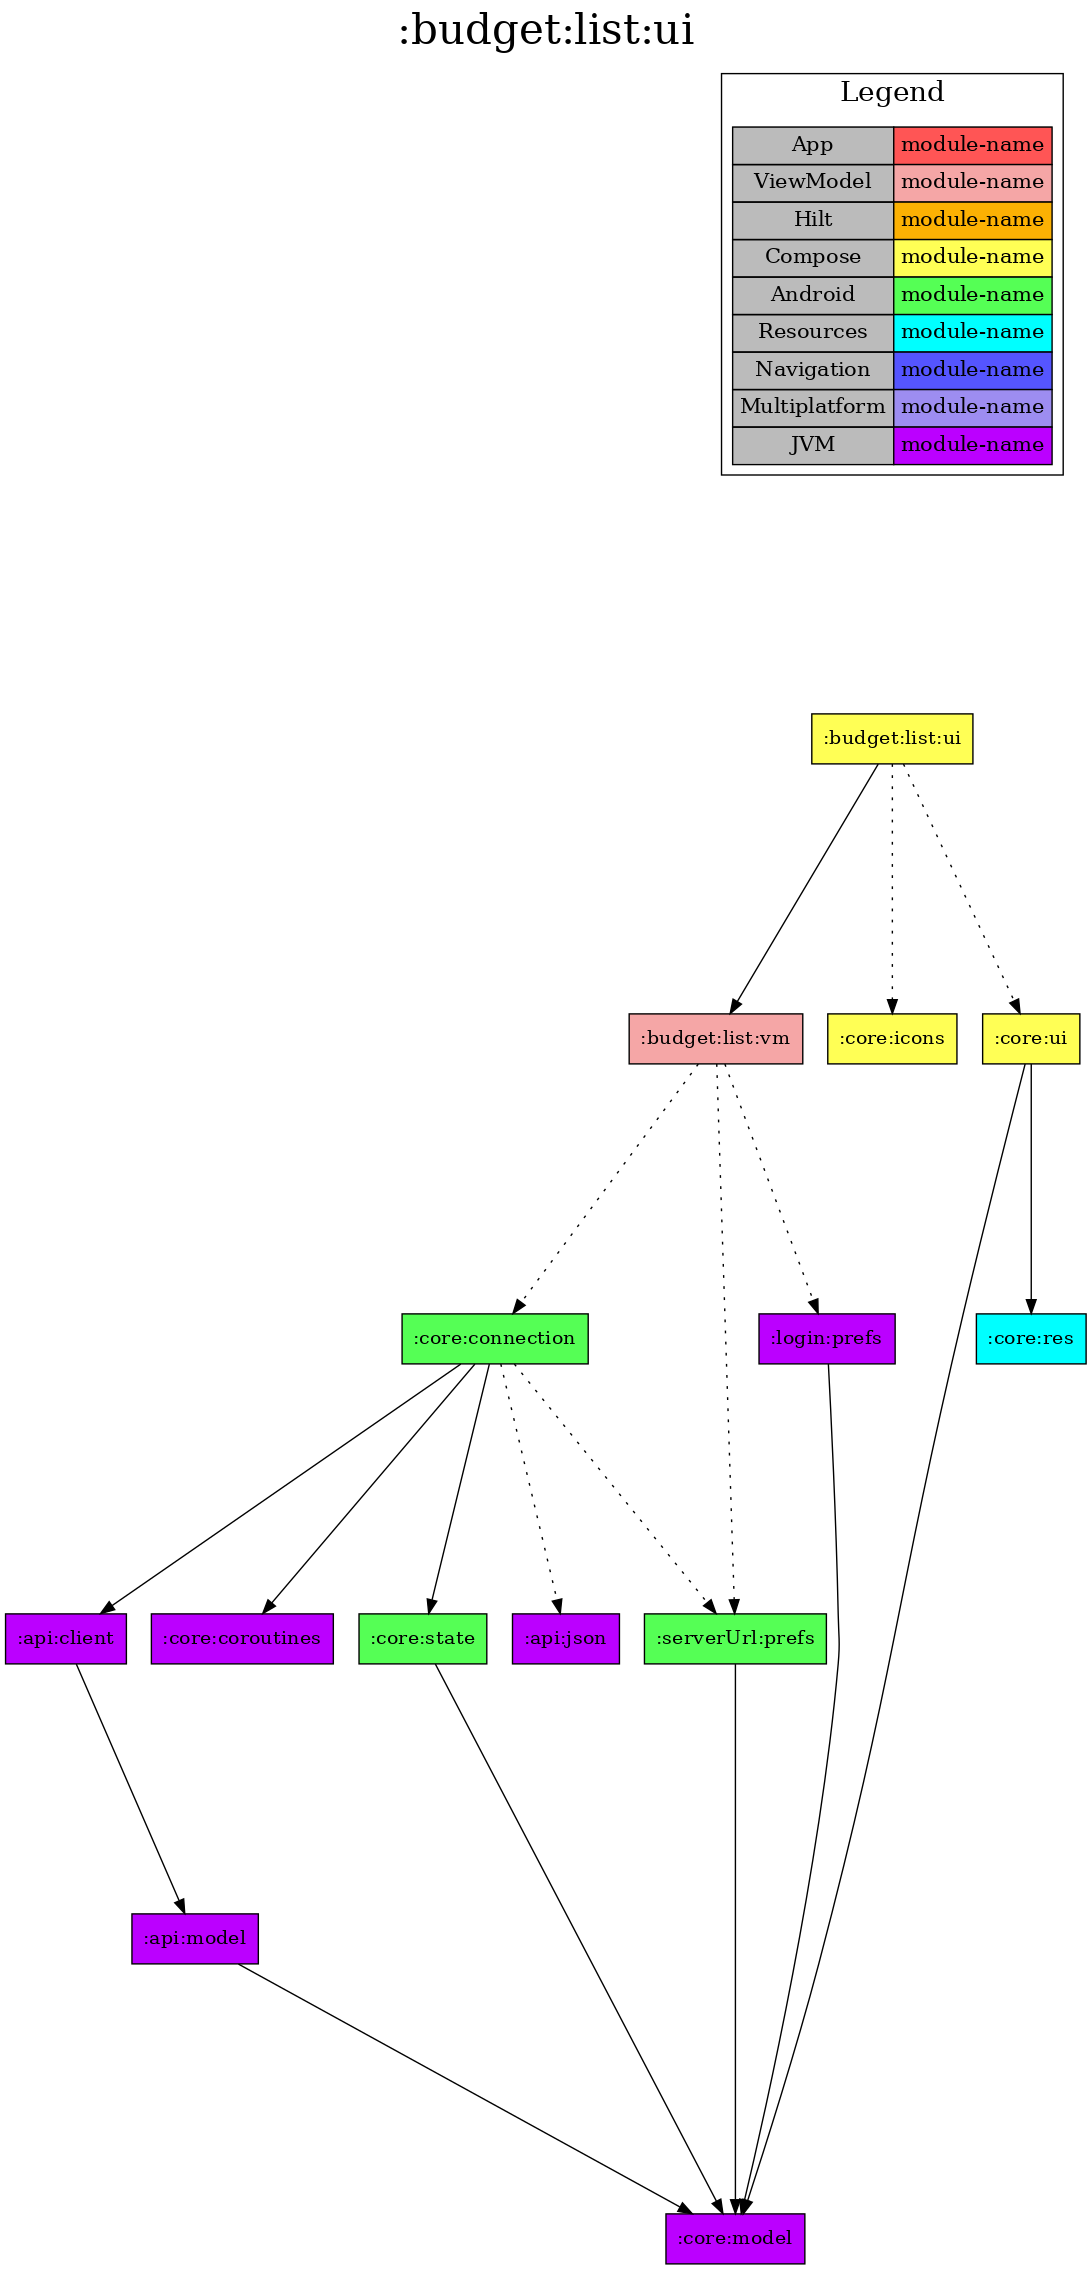 :budget:list:ui
Legend
App module-name
ViewModel module-name
Hilt module-name
Compose module-name
Android module-name
Resources module-name
Navigation module-name
Multiplatform module-name
JVM module-name
:budget:list:ui
:budget:list:vm
:core:icons
:core:ui
:core:connection
:login:prefs
:core:res
:api:client
:core:coroutines
:core:state
:api:json
:serverUrl:prefs
:api:model
:core:model